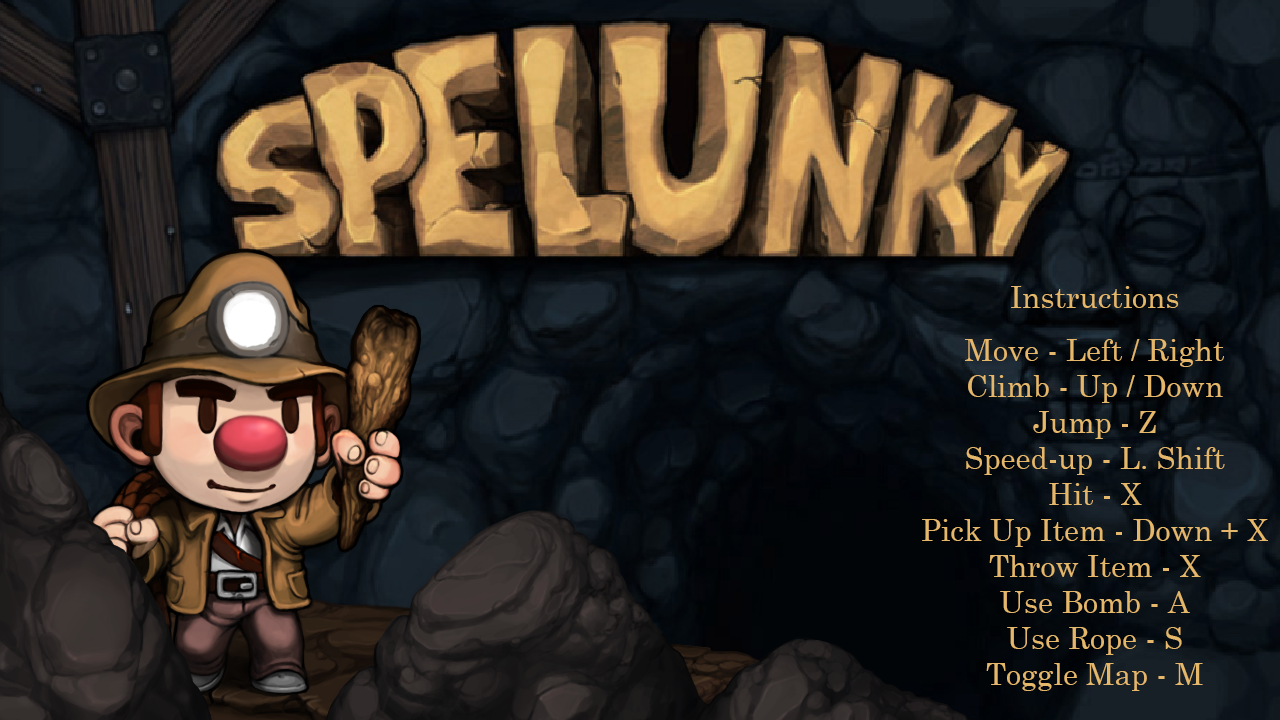 SPELUNKY
Instructions
Move - Left / Right
Climb - Up / Down
Jump - Z
Speed-up - L. Shift
Hit - X
Pick Up Item - Down + X
Throw Item - X
Use Bomb - A
Use Rope - S
Toggle Map - M